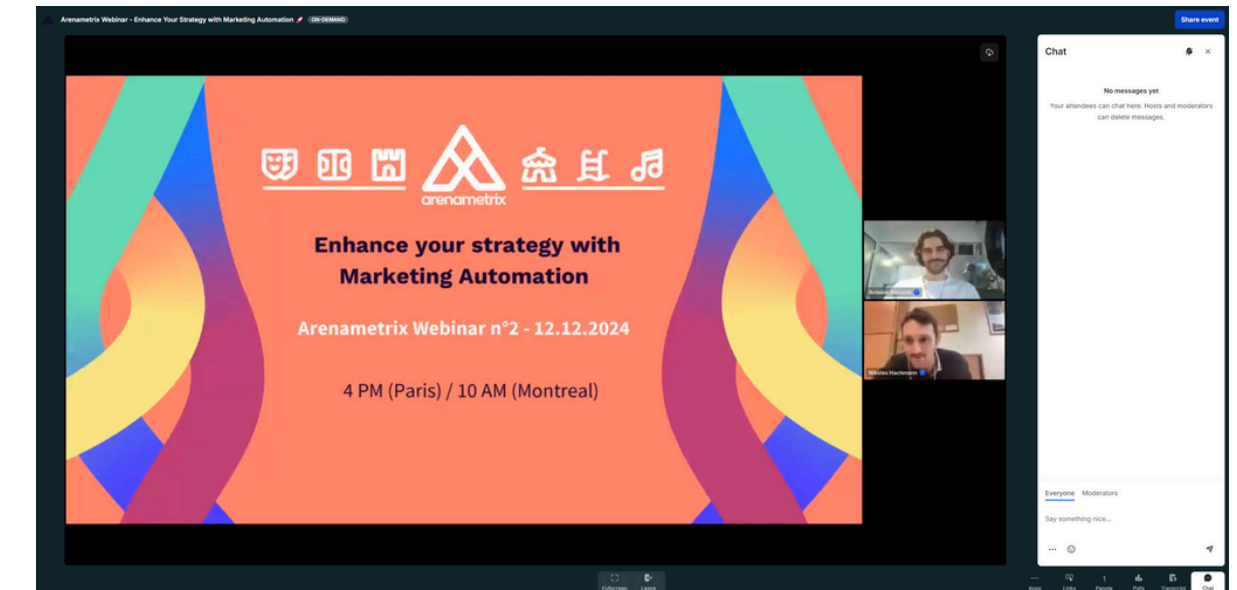 Arenametrix Webinar - Enhance Your Strategy with Marketing Automation 🚀 ON-DEMAND
Share event
arenametrix
Enhance your strategy with
Marketing Automation
Arenametrix Webinar n°2 - 12.12.2024
4 PM (Paris) / 10 AM (Montreal)
Nikolas Hachmann
Chat
No messages yet
Your attendees can chat here. Hosts and moderators
can delete messages.
Everyone Moderators
Say something nice...
Fullscreen Leave
1
Apps Links People Polls Transcript Chat